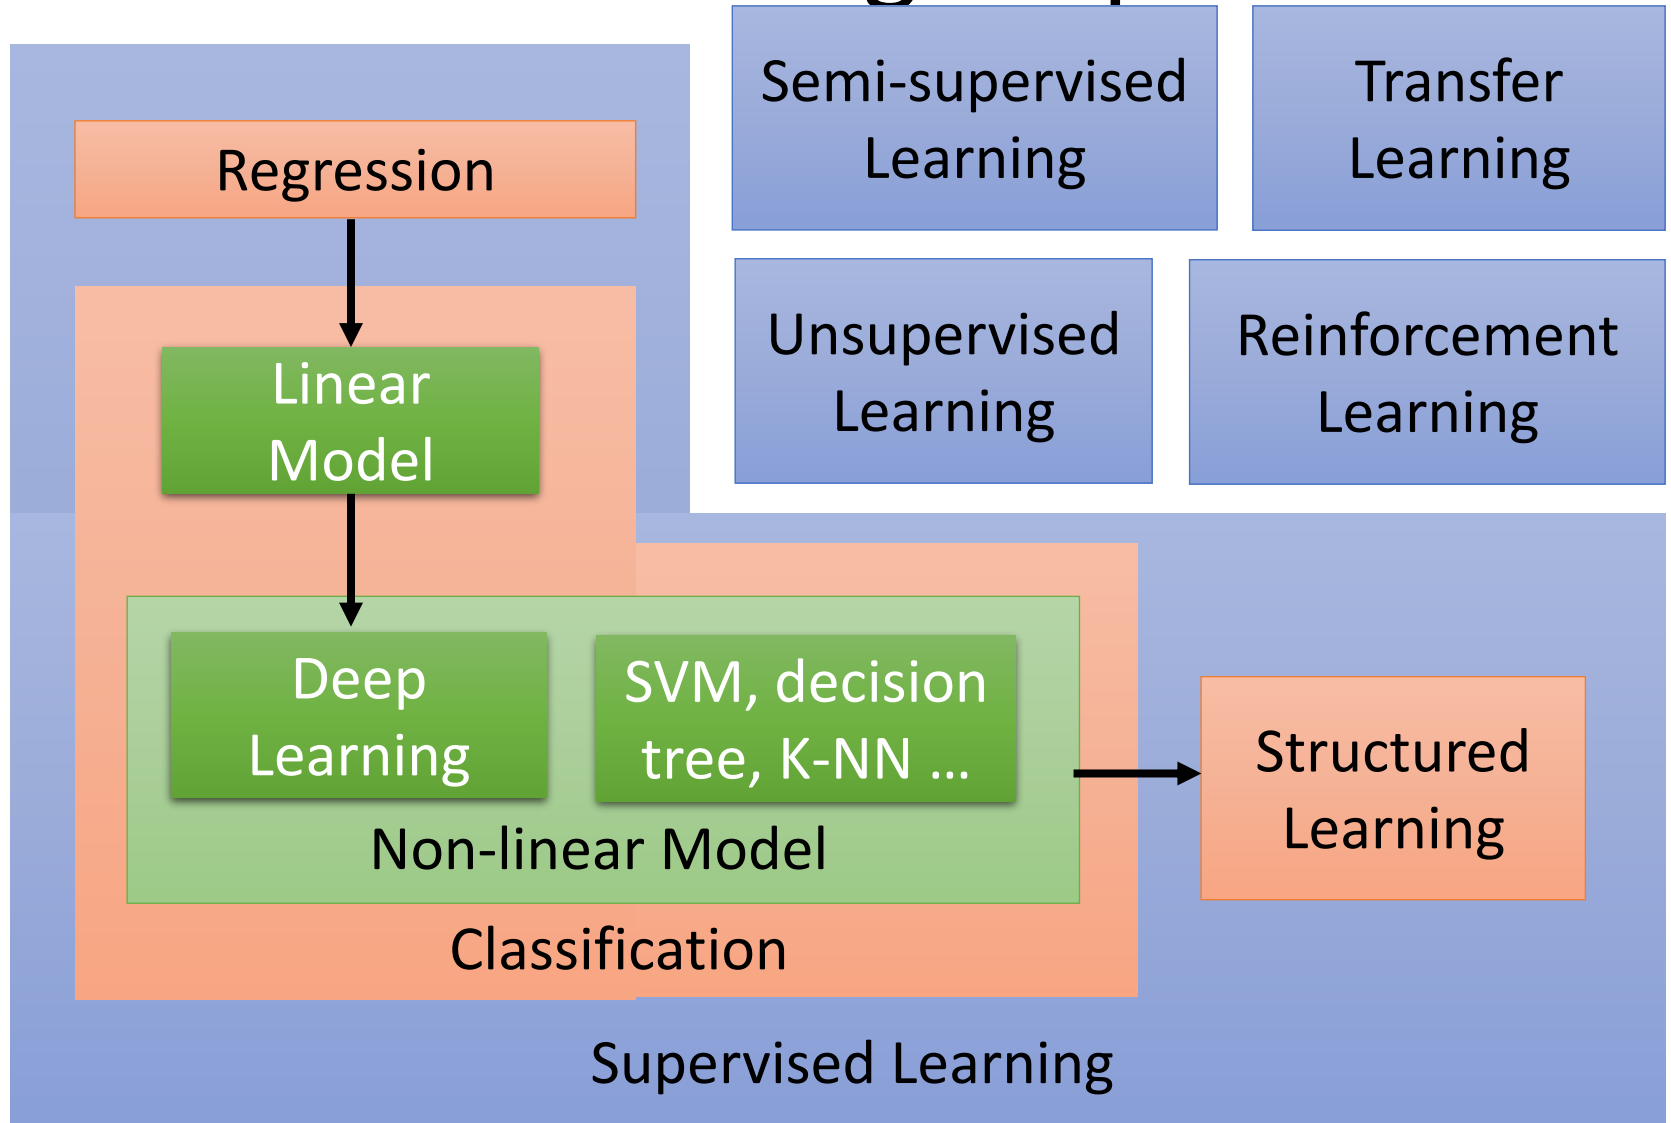 Semi-supervised
Learning
Transfer
Learning
Regression
Unsupervised
Learning
Reinforcement
Learning
Linear
Model
Deep
Learning
SVM, decision
tree, K-NN ...
Non-linear Model
Classification
Structured
Learning
Supervised Learning